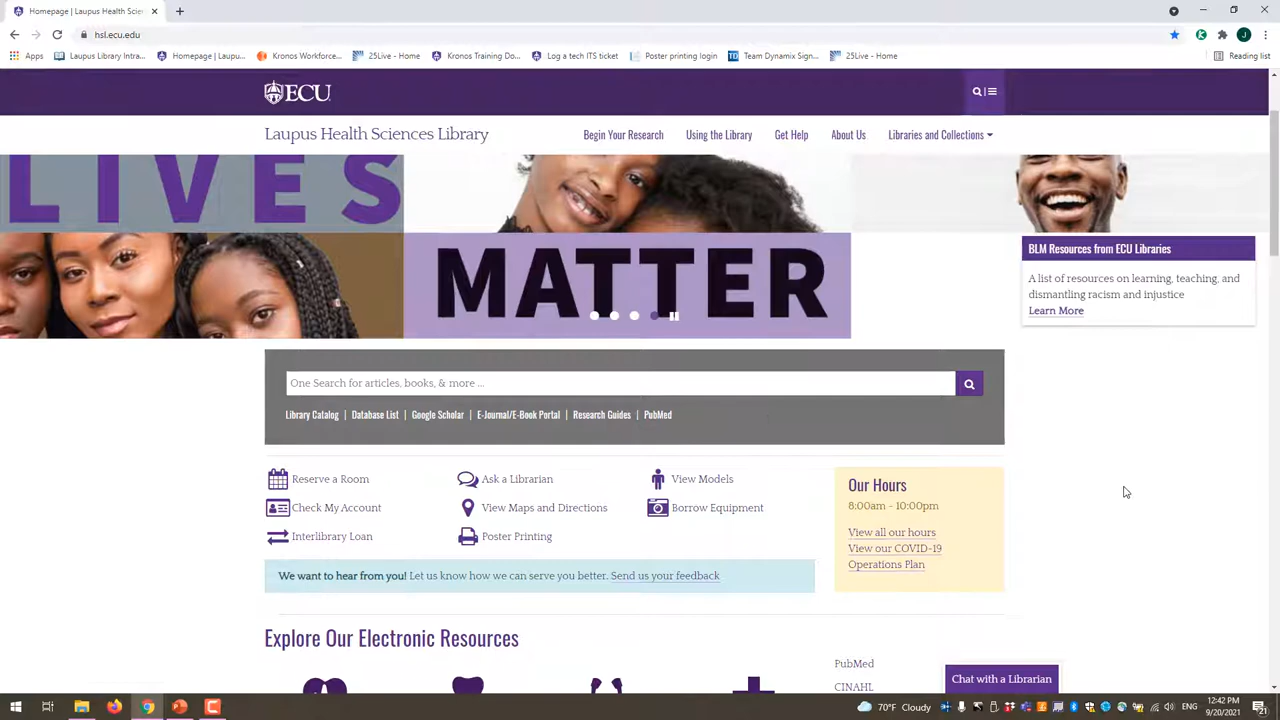 Homepage | Laupus Health Scienc
hsl.ecu.edu
Apps
Laupus Library Intra...
Homepage | Laupu...
Kronos Workforce...
25Live - Home
Kronos Training Do...
Log a tech ITS ticket
Poster printing login
Team Dynamix Sign...
25Live - Home
Reading list
ECU
Laupus Health Sciences Library
Begin Your Research
Using the Library
Get Help
About Us
Libraries and Collections
LIVES
MATTER
BLM Resources from ECU Libraries
A list of resources on learning, teaching, and
dismantling racism and injustice
Learn More
One Search for articles, books, & more ...
Library Catalog | Database List | Google Scholar | E-Journal/E-Book Portal | Research Guides | PubMed
Reserve a Room
Ask a Librarian
View Models
Check My Account
View Maps and Directions
Borrow Equipment
Interlibrary Loan
Poster Printing
Our Hours
8:00am - 10:00pm
View all our hours
View our COVID-19
Operations Plan
We want to hear from you! Let us know how we can serve you better. Send us your feedback
Explore Our Electronic Resources
PubMed
CINAHL
Chat with a Librarian
70°F Cloudy
12:42 PM
9/20/2021
21